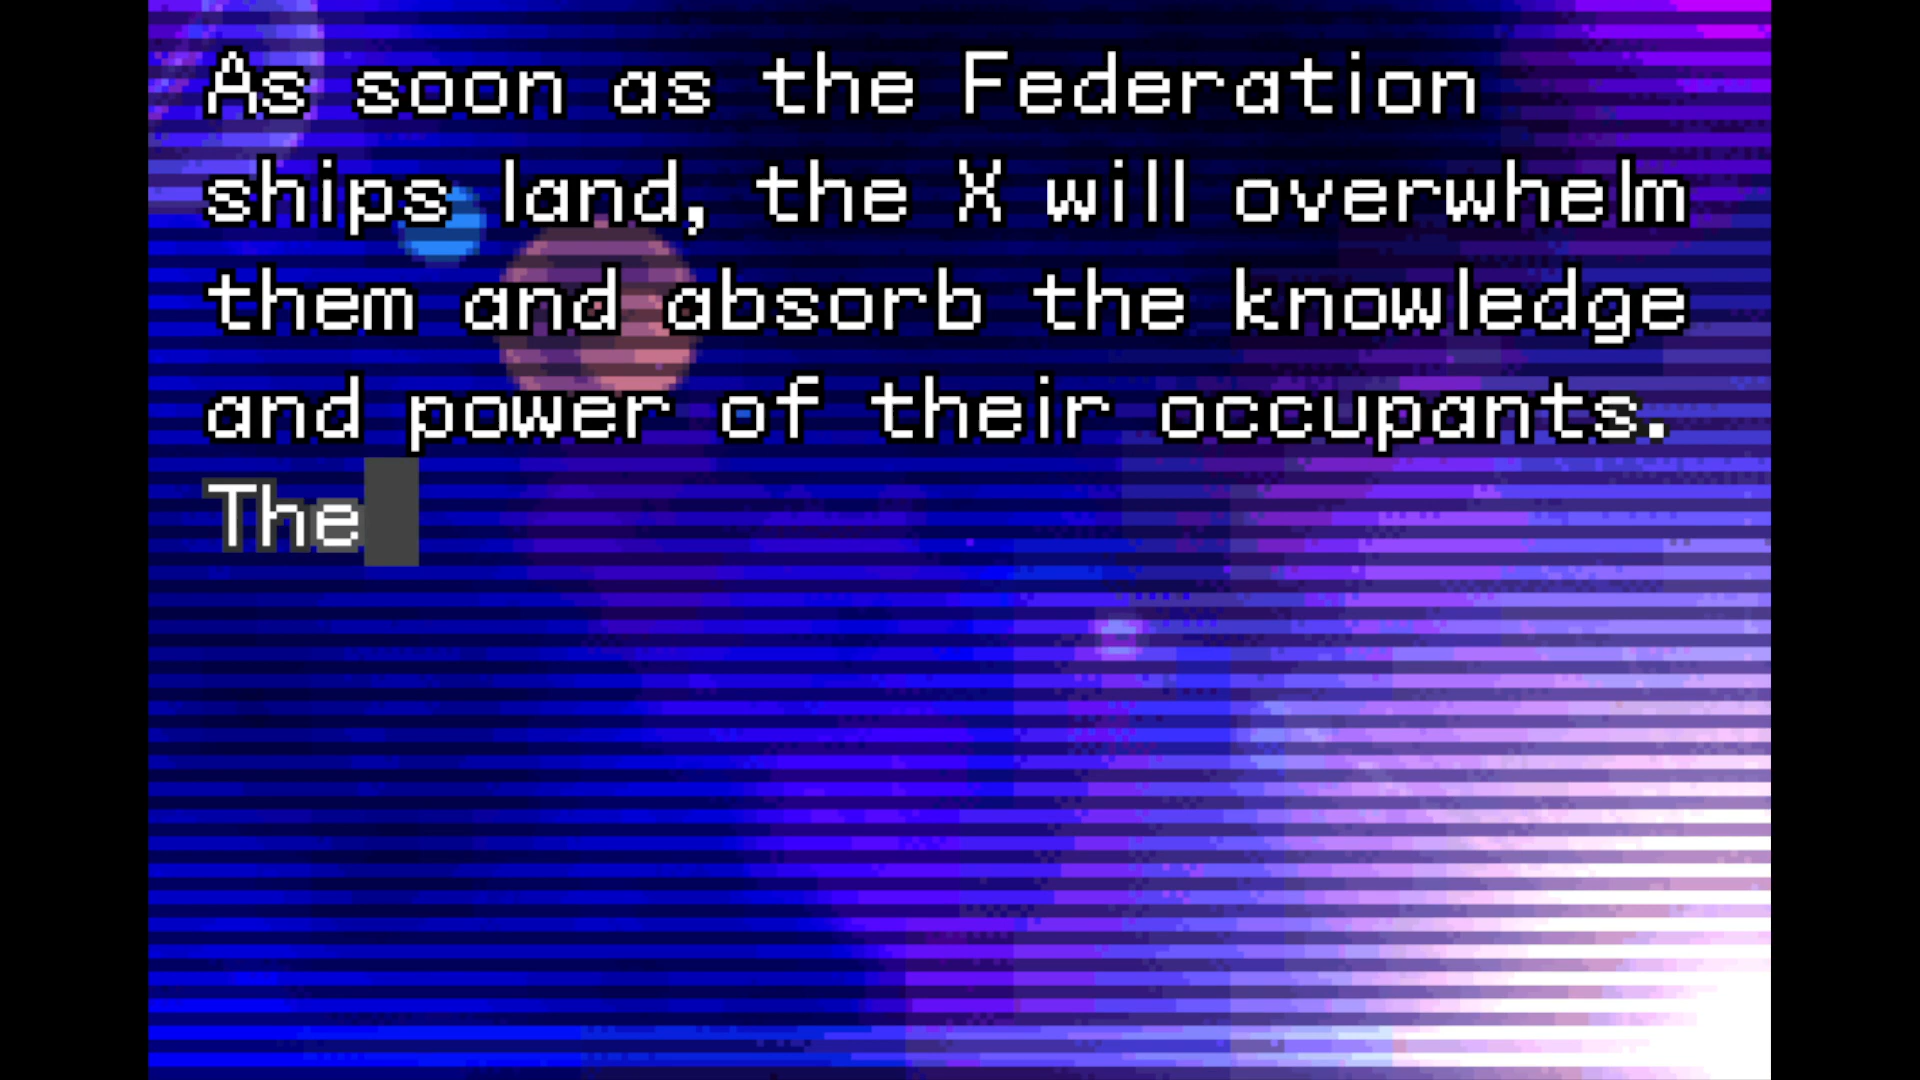 As soon as the Federation
ships land, the X will overwhelm
them and absorb the knowledge
and power of their occupants.
The